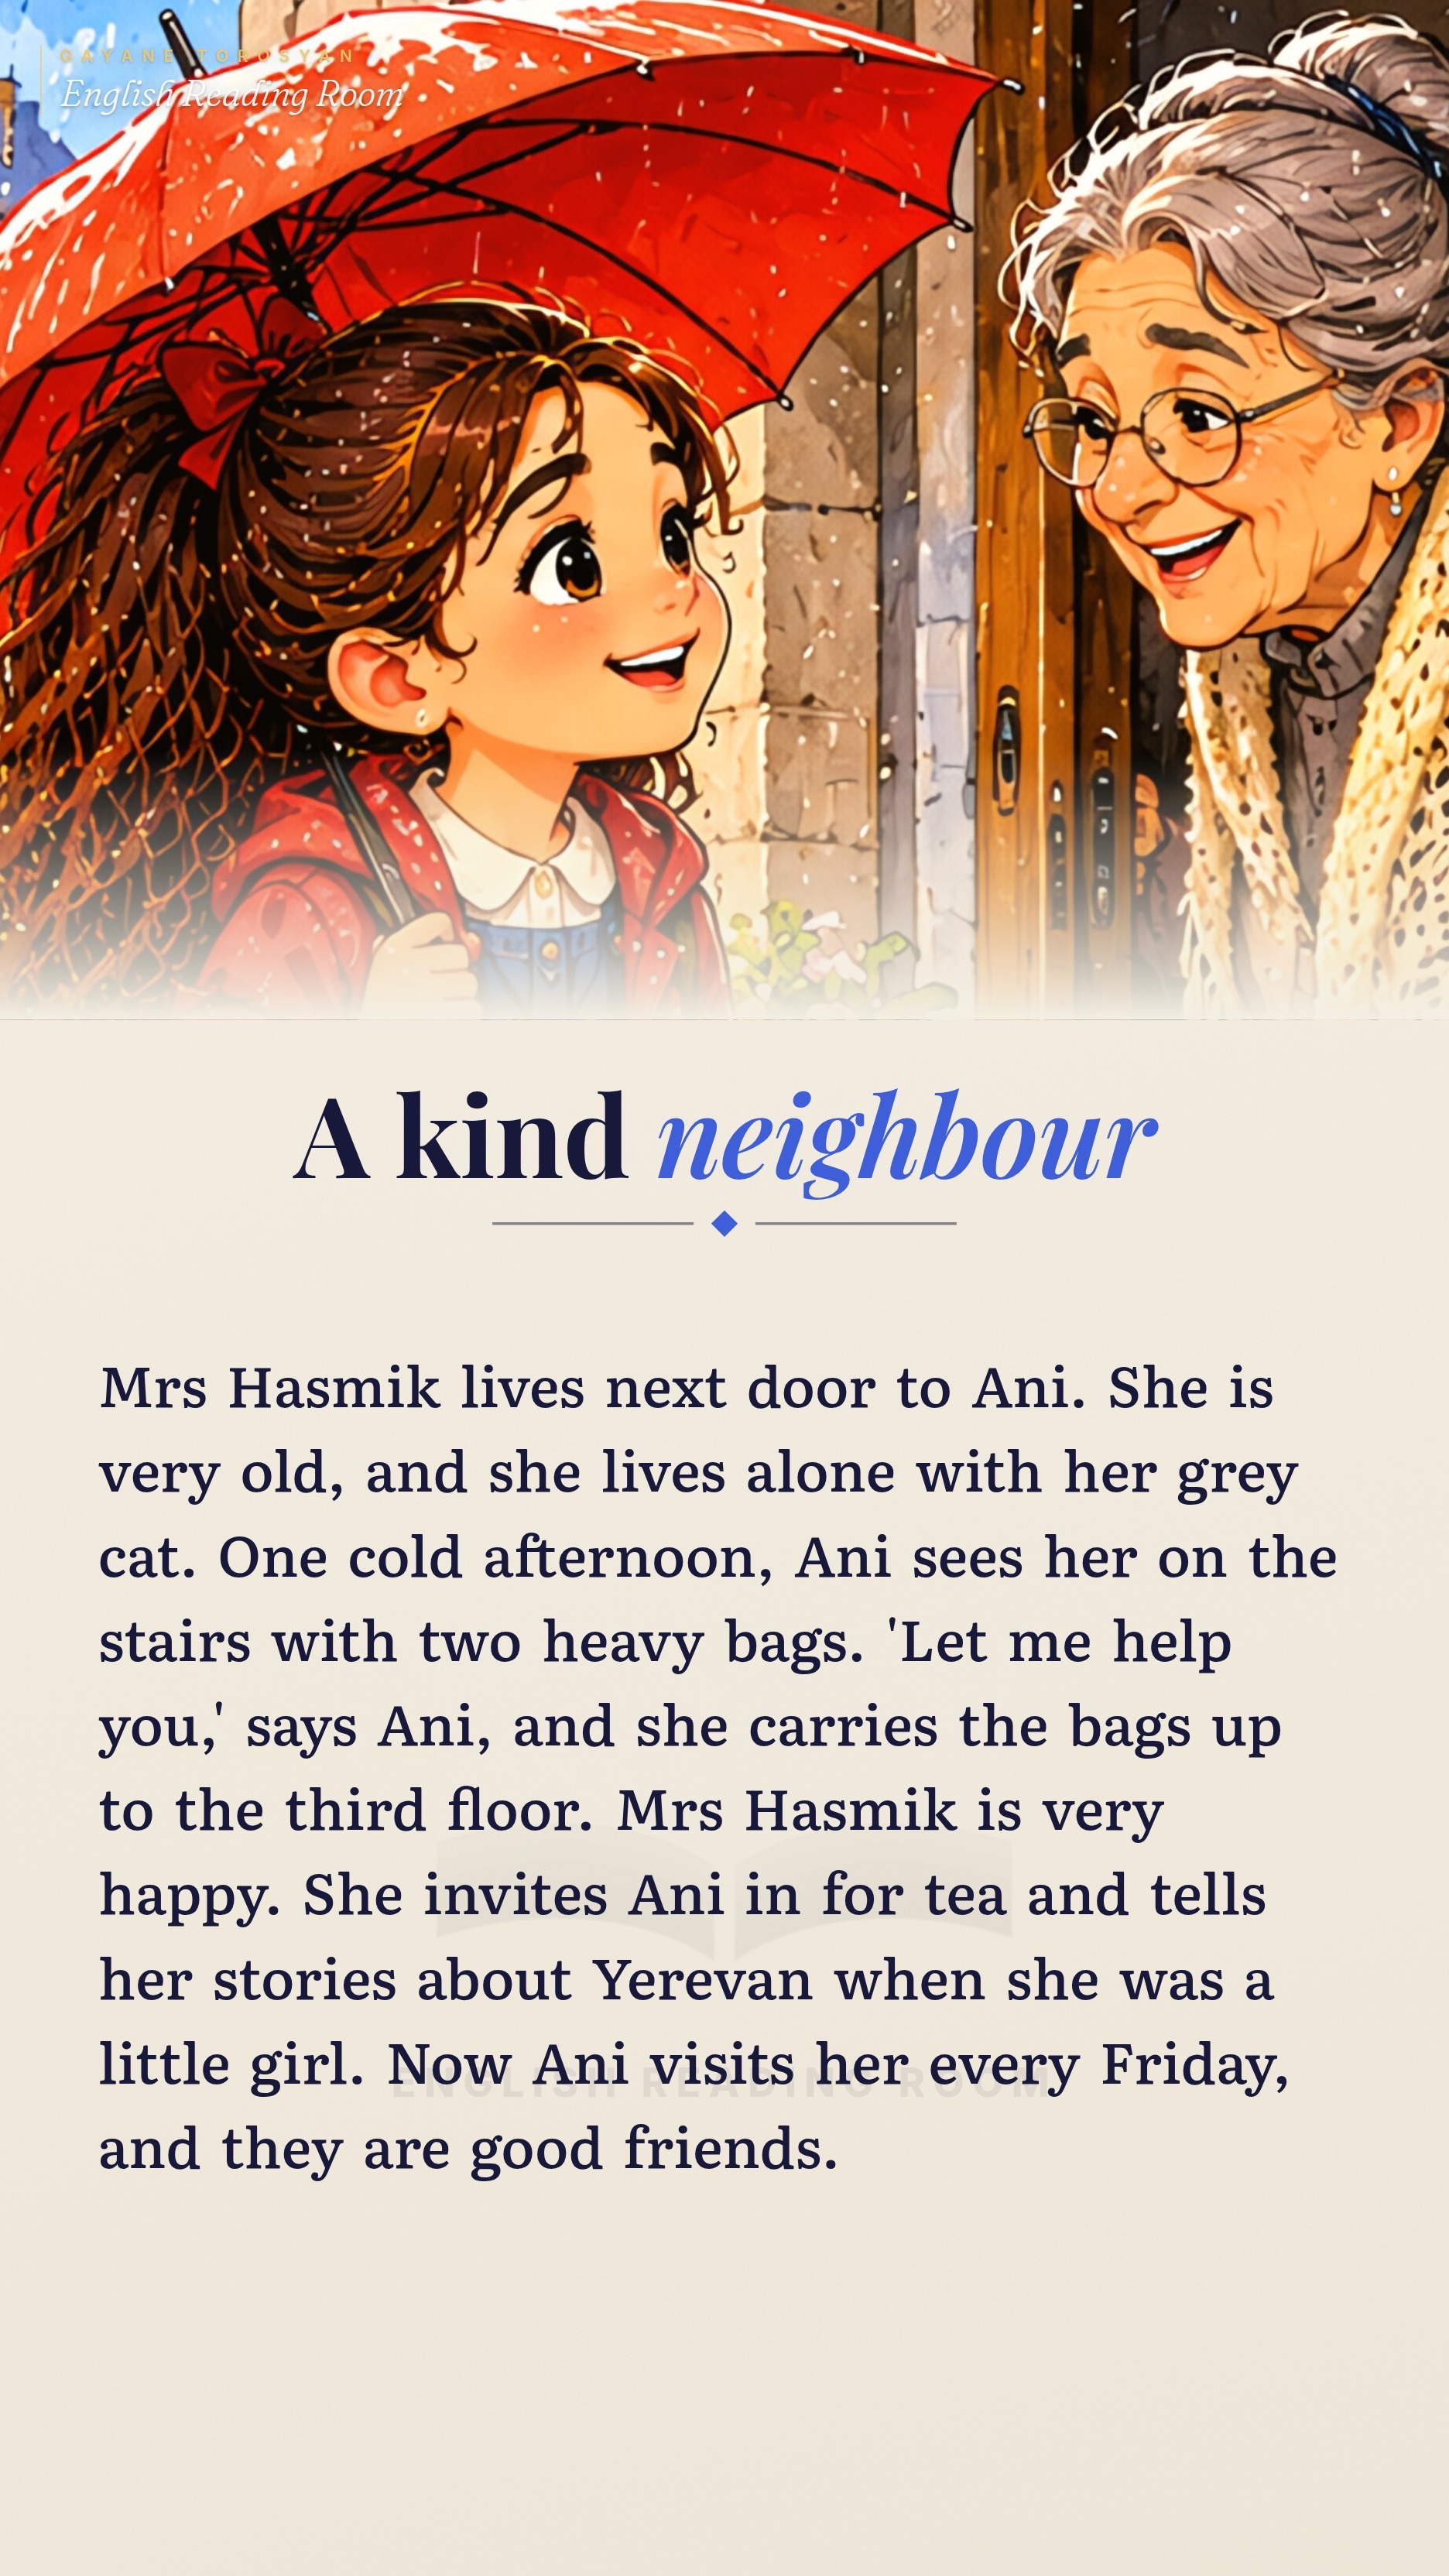 GAYANE TOROSYAN
English Reading Room
A kind neighbour
Mrs Hasmik lives next door to Ani. She is
very old, and she lives alone with her grey
cat. One cold afternoon, Ani sees her on the
stairs with two heavy bags. 'Let me help
you,' says Ani, and she carries the bags up
to the third floor. Mrs Hasmik is very
happy. She invites Ani in for tea and tells
her stories about Yerevan when she was a
little girl. Now Ani visits her every Friday,
ENGLISH READING ROOM
and they are good friends.